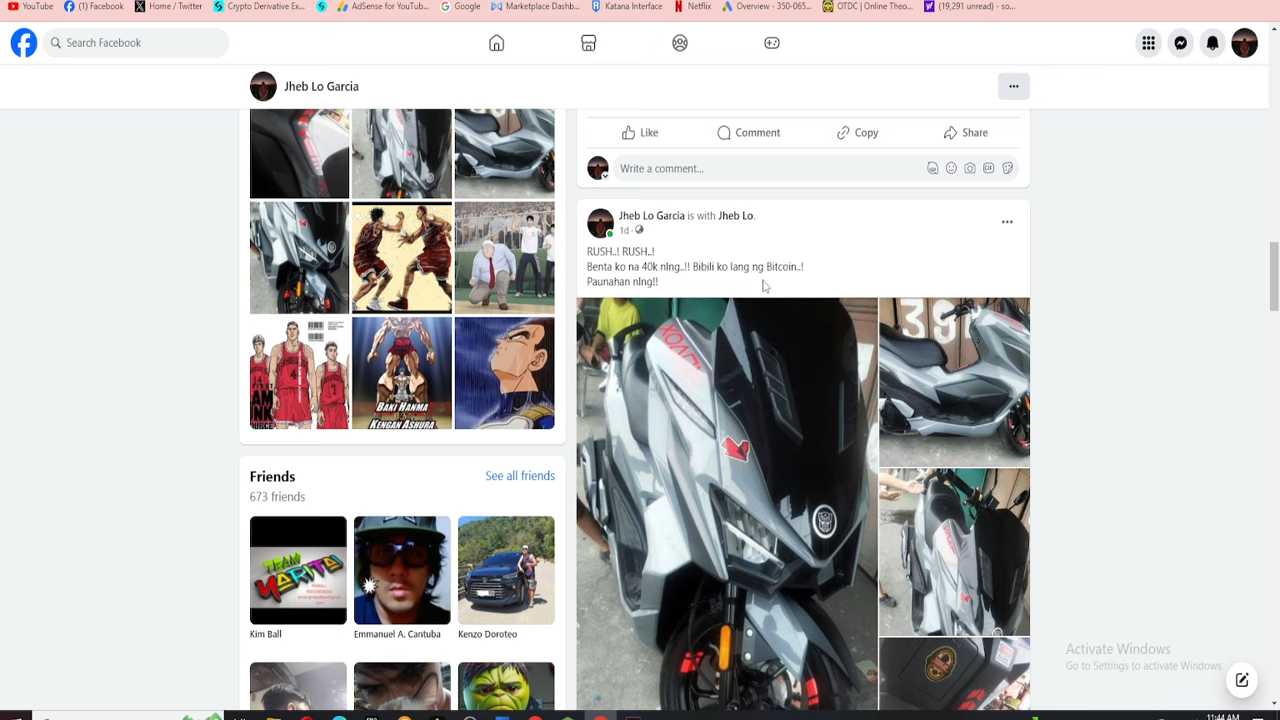 YouTube
(1) Facebook
Home / Twitter
Crypto Derivative Ex...
AdSense for YouTub...
Google
Marketplace Dashb...
Katana Interface
Netflix
Overview - 350-065...
OTDC | Online Theo...
(19,291 unread) - so...
Search Facebook
Jheb Lo Garcia
...
Like
Comment
Copy
Share
Write a comment...
GIF
Jheb Lo Garcia is with Jheb Lo.
1d ·
RUSH..! RUSH..!
Benta ko na 40k nlng..!! Bibili ko lang ng Bitcoin..!
Paunahan nlng!!
BAKI HANMA
KENGAN ASHURA
Friends
See all friends
673 friends
TEAM
Kim Ball
Emmanuel A. Cantuba
Kenzo Doroteo
Activate Windows
Go to Settings to activate Windows.
11:44 AM